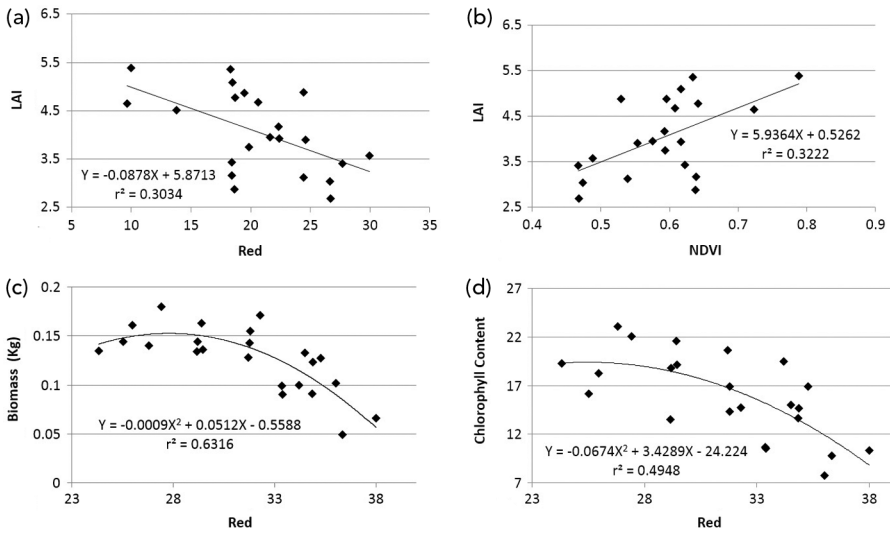 (a)
5.5
4.5
3.5
2.5
LAI
Y = -0.0878X + 5.8713
r² = 0.3034
5 10 15 20 25 30 35
Red
(b)
6.5
5.5
4.5
3.5
2.5
LAI
Y = 5.9364X + 0.5262
r² = 0.3222
0.4 0.5 0.6 0.7 0.8 0.9
NDVI
(c)
0.2
0.15
0.1
0.05
0
Biomass (Kg)
Y = -0.0009X² + 0.0512X - 0.5588
r² = 0.6316
23 28 33 38
Red
(d)
27
22
17
12
7
Chlorophyll Content
Y = -0.0674X² + 3.4289X - 24.224
r² = 0.4948
23 28 33 38
Red